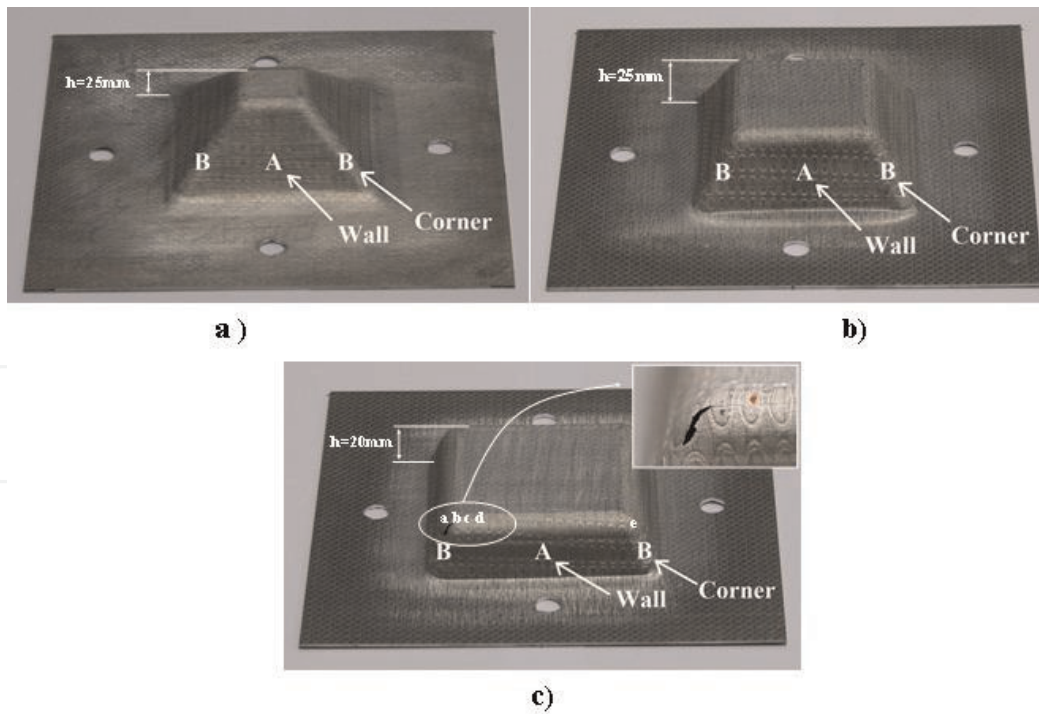 h=25mm
B
A
B
Wall
Corner
a)
h=25mm
B
A
B
Wall
Corner
b)
h=20mm
a b c d
e
B
A
B
Wall
Corner
c)